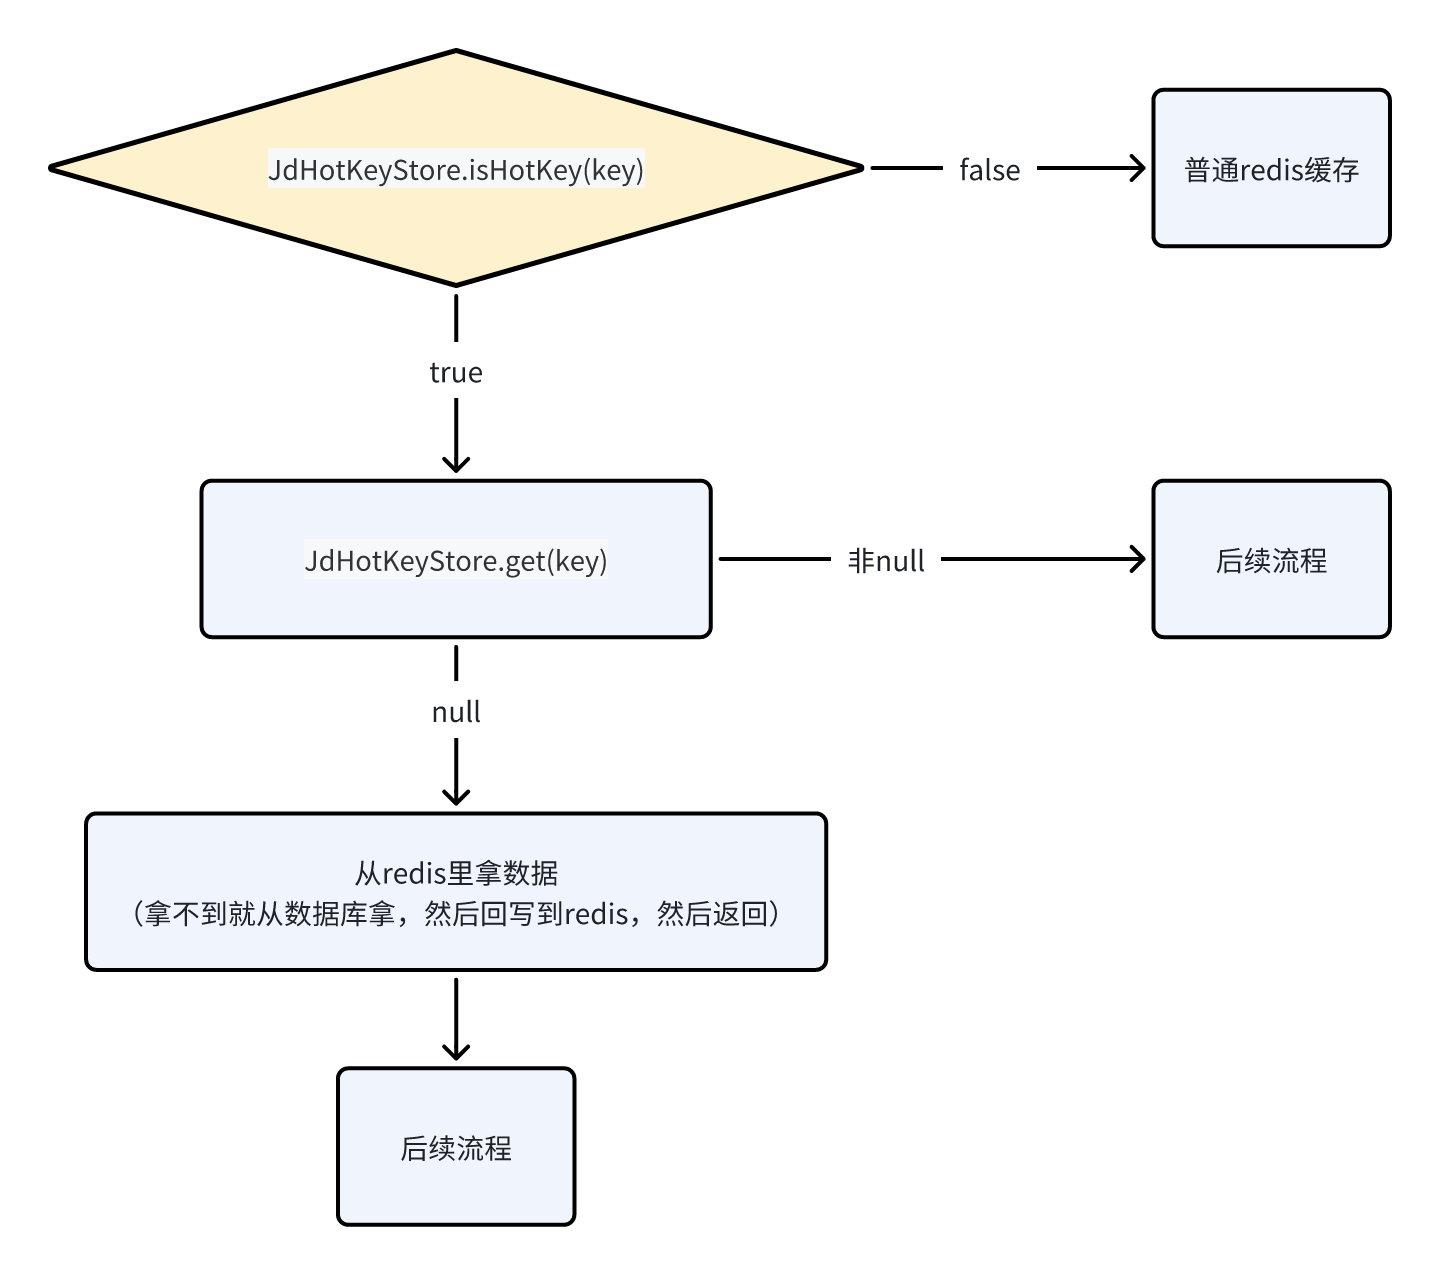 JdHotKeyStore.isHotKey(key)
false
普通redis缓存
true
JdHotKeyStore.get(key)
非null
后续流程
null
从redis里拿数据
（拿不到就从数据库拿，然后回写到redis，然后返回）
后续流程